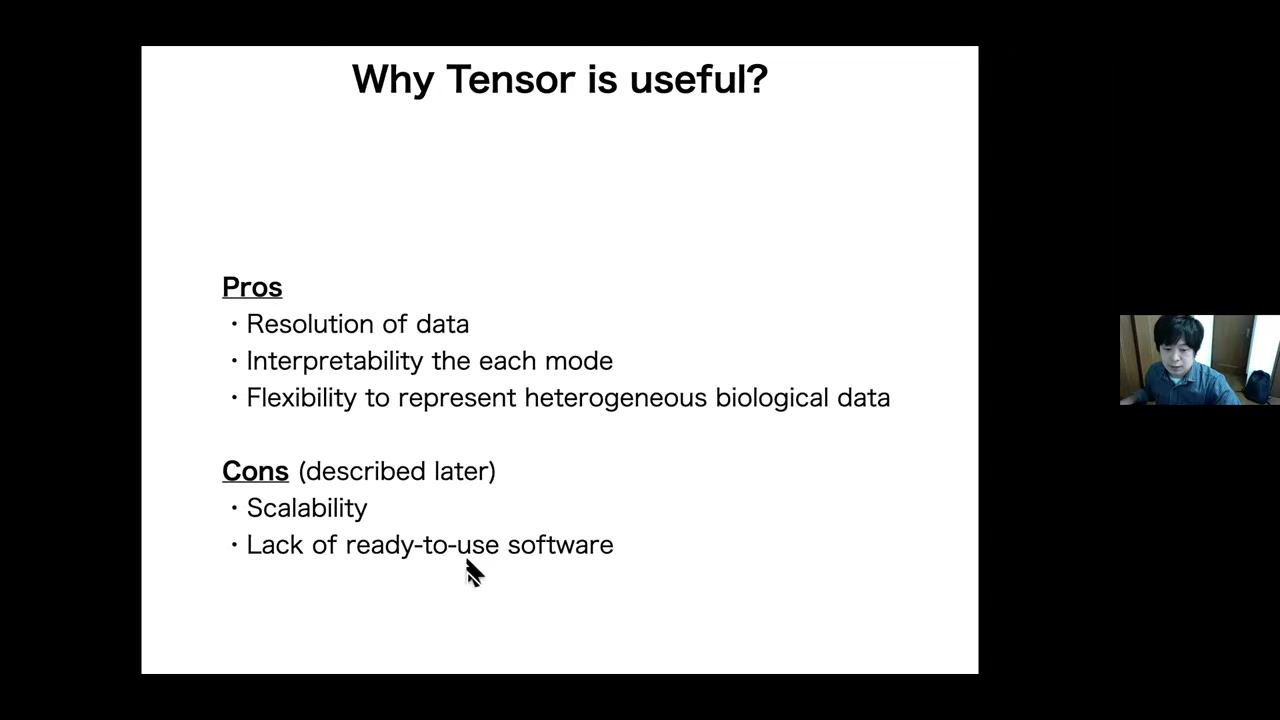 Why Tensor is useful?
Pros
・Resolution of data
・Interpretability the each mode
・Flexibility to represent heterogeneous biological data
Cons (described later)
・Scalability
・Lack of ready-to-use software